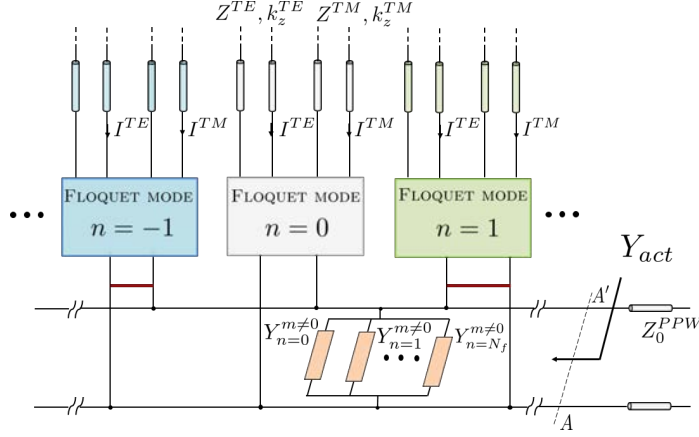 Z^{TE}, k_z^{TE} Z^{TM}, k_z^{TM}
I^{TE} I^{TM} I^{TE} I^{TM} I^{TE} I^{TM}
FLOQUET MODE
n = −1
FLOQUET MODE
n = 0
FLOQUET MODE
n = 1
Y_{act}
A′
Z_0^{PPW}
Y_{n=0}^{m≠0} Y_{n=1}^{m≠0} Y_{n=N_f}^{m≠0}
A